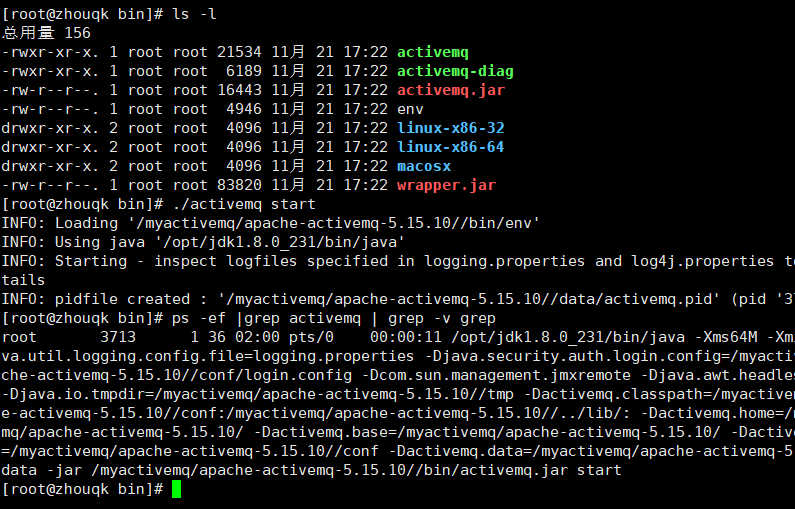 [root@zhouqk bin]# ls -l
总用量 156
-rwxr-xr-x. 1 root root 21534 11月 21 17:22 activemq
-rwxr-xr-x. 1 root root  6189 11月 21 17:22 activemq-diag
-rw-r--r--. 1 root root 16443 11月 21 17:22 activemq.jar
-rw-r--r--. 1 root root  4946 11月 21 17:22 env
drwxr-xr-x. 2 root root  4096 11月 21 17:22 linux-x86-32
drwxr-xr-x. 2 root root  4096 11月 21 17:22 linux-x86-64
drwxr-xr-x. 2 root root  4096 11月 21 17:22 macosx
-rw-r--r--. 1 root root 83820 11月 21 17:22 wrapper.jar
[root@zhouqk bin]# ./activemq start
INFO: Loading '/myactivemq/apache-activemq-5.15.10//bin/env'
INFO: Using java '/opt/jdk1.8.0_231/bin/java'
INFO: Starting - inspect logfiles specified in logging.properties and log4j.properties to
tails
INFO: pidfile created : '/myactivemq/apache-activemq-5.15.10//data/activemq.pid' (pid '37
[root@zhouqk bin]# ps -ef |grep activemq | grep -v grep
root       3713      1 36 02:00 pts/0    00:00:11 /opt/jdk1.8.0_231/bin/java -Xms64M -Xm
va.util.logging.config.file=logging.properties -Djava.security.auth.login.config=/myactiv
che-activemq-5.15.10//conf/login.config -Dcom.sun.management.jmxremote -Djava.awt.headles
-Djava.io.tmpdir=/myactivemq/apache-activemq-5.15.10//tmp -Dactivemq.classpath=/myactivem
e-activemq-5.15.10//conf:/myactivemq/apache-activemq-5.15.10//../lib/: -Dactivemq.home=/m
mq/apache-activemq-5.15.10/ -Dactivemq.base=/myactivemq/apache-activemq-5.15.10/ -Dactive
=/myactivemq/apache-activemq-5.15.10//conf -Dactivemq.data=/myactivemq/apache-activemq-5.
data -jar /myactivemq/apache-activemq-5.15.10//bin/activemq.jar start
[root@zhouqk bin]#